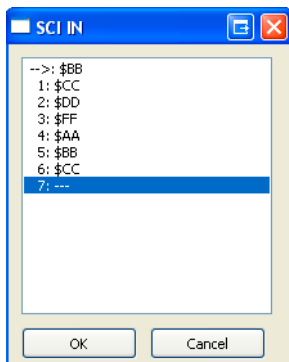 SCI IN
-->: $BB
1: $CC
2: $DD
3: $FF
4: $AA
5: $BB
6: $CC
7: ---
OK
Cancel